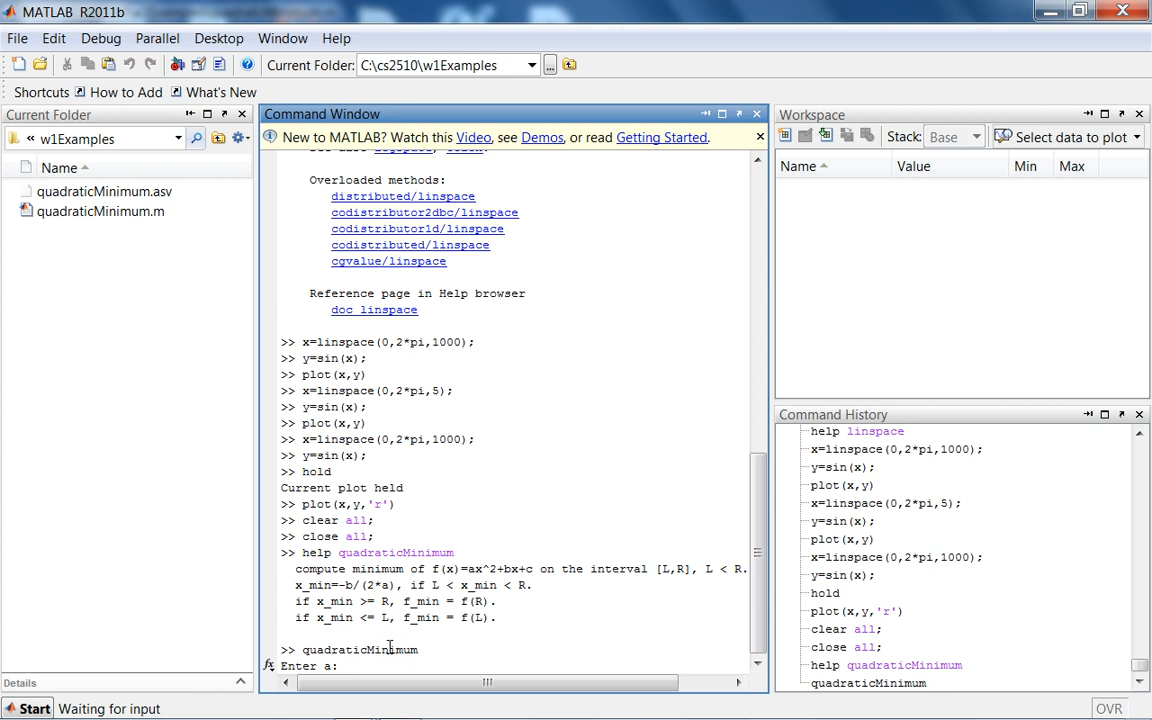 MATLAB R2011b
File Edit Debug Parallel Desktop Window Help
Current Folder: C:\cs2510\w1Examples
Shortcuts How to Add What's New
Current Folder
« w1Examples
Name
quadraticMinimum.asv
quadraticMinimum.m
Details
Command Window
New to MATLAB? Watch this Video, see Demos, or read Getting Started.
Overloaded methods:
distributed/linspace
codistributor2dbc/linspace
codistributor1d/linspace
codistributed/linspace
cgvalue/linspace
Reference page in Help browser
doc linspace
>> x=linspace(0,2*pi,1000);
>> y=sin(x);
>> plot(x,y)
>> x=linspace(0,2*pi,5);
>> y=sin(x);
>> plot(x,y)
>> x=linspace(0,2*pi,1000);
>> y=sin(x);
>> hold
Current plot held
>> plot(x,y,'r')
>> clear all;
>> close all;
>> help quadraticMinimum
compute minimum of f(x)=ax^2+bx+c on the interval [L,R], L < R.
x_min=-b/(2*a), if L < x_min < R.
if x_min >= R, f_min = f(R).
if x_min <= L, f_min = f(L).
>> quadraticMinimum
fx Enter a:
Workspace
Stack: Base Select data to plot
Name Value Min Max
Command History
help linspace
x=linspace(0,2*pi,1000);
y=sin(x);
plot(x,y)
x=linspace(0,2*pi,5);
y=sin(x);
plot(x,y)
x=linspace(0,2*pi,1000);
y=sin(x);
hold
plot(x,y,'r')
clear all;
close all;
help quadraticMinimum
quadraticMinimum
Start Waiting for input
OVR